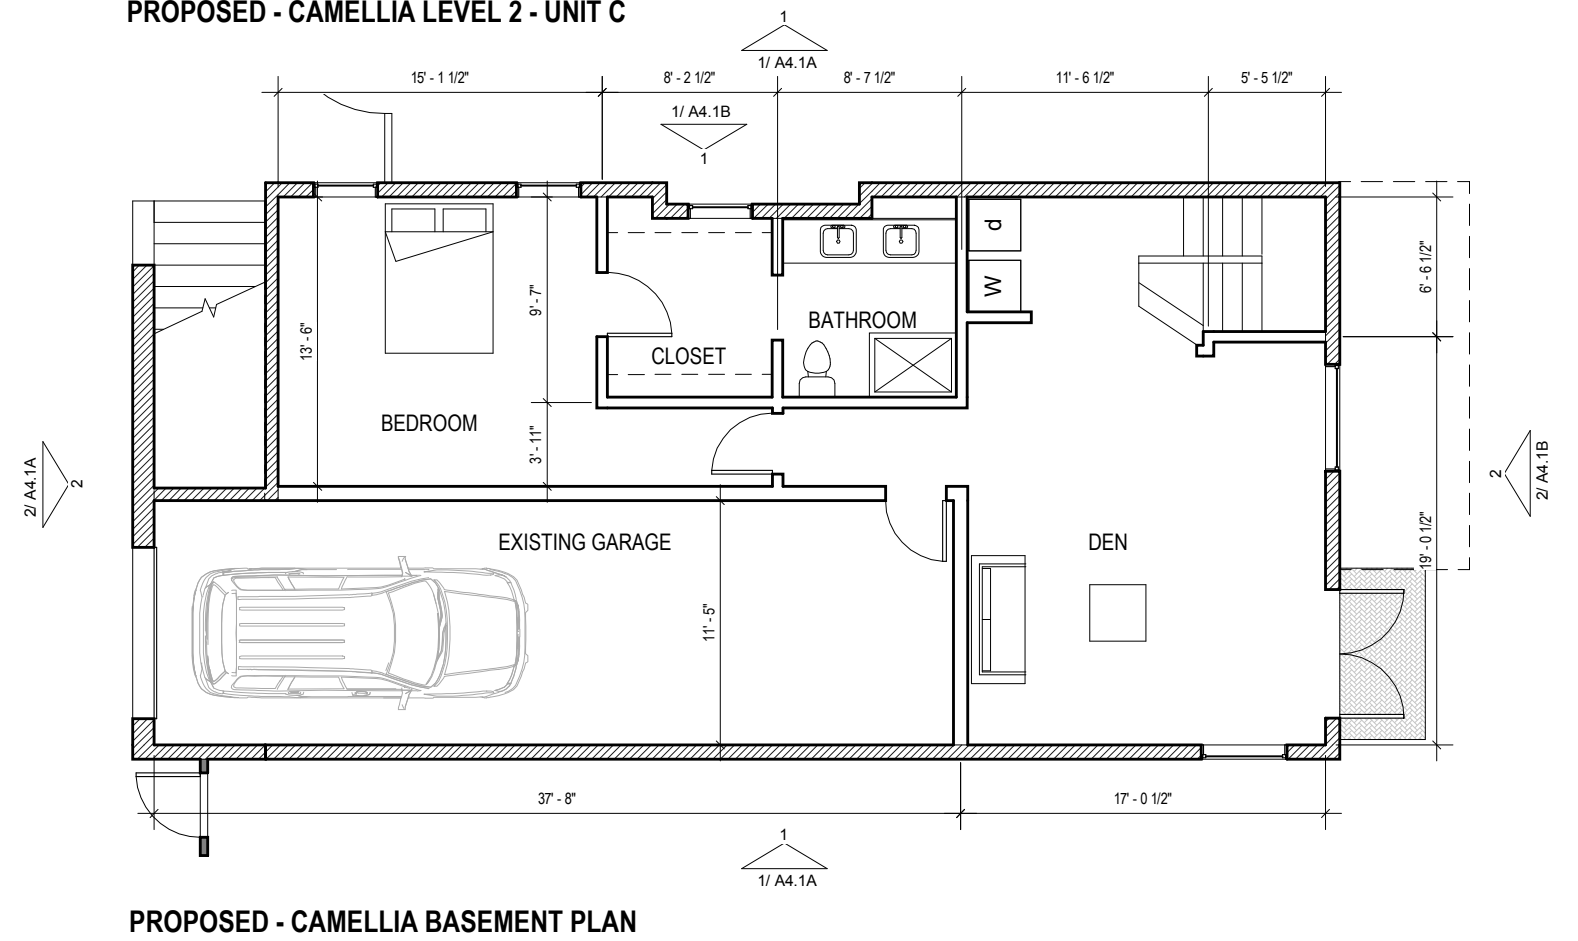 PROPOSED - CAMELLIA LEVEL 2 - UNIT C
1
1/ A4.1A
15' - 1 1/2"
8' - 2 1/2"
8' - 7 1/2"
11' - 6 1/2"
5' - 5 1/2"
1/ A4.1B
1
d
W
6' - 6 1/2"
9' - 7"
13' - 6"
BATHROOM
CLOSET
BEDROOM
3' - 11"
2/ A4.1A
2
2
2/ A4.1B
EXISTING GARAGE
DEN
19' - 0 1/2"
11' - 5"
37' - 8"
17' - 0 1/2"
1
1/ A4.1A
PROPOSED - CAMELLIA BASEMENT PLAN